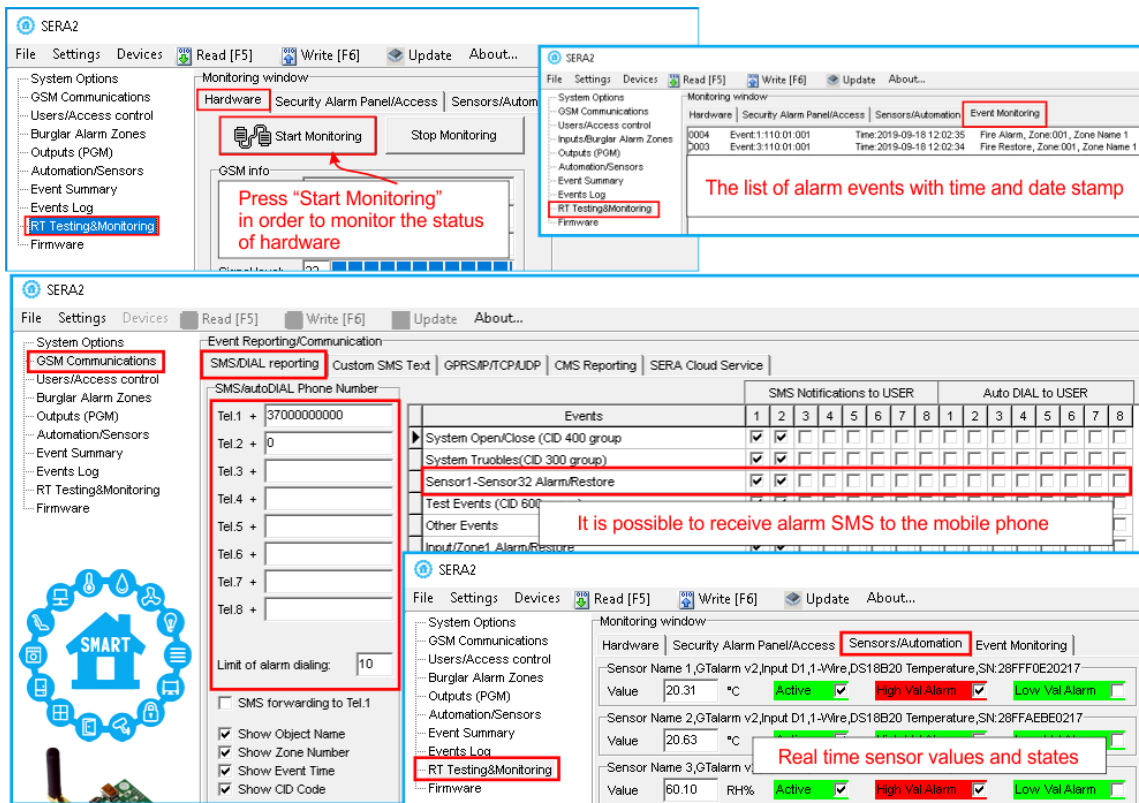 SERA2
File Settings Devices Read [F5] Write [F6] Update About...
System Options
GSM Communications
Users/Access control
Burglar Alarm Zones
Outputs (PGM)
Automation/Sensors
Event Summary
Events Log
RT Testing&Monitoring
Firmware
Monitoring window
Hardware Security Alarm Panel/Access Sensors/Autom
Start Monitoring Stop Monitoring
GSM info
Press “Start Monitoring”
in order to monitor the status
of hardware
22
SERA2
File Settings Devices Read [F5] Write [F6] Update About...
System Options
GSM Communications
Users/Access control
Inputs/Burglar Alarm Zones
Outputs (PGM)
Automation/Sensors
Event Summary
Events Log
RT Testing&Monitoring
Firmware
Monitoring window
Hardware Security Alarm Panel/Access Sensors/Automation Event Monitoring
0004 Event:1:110:01:001 Time:2019-09-18 12:02:35 Fire Alarm, Zone:001, Zone Name 1
0003 Event:3:110:01:001 Time:2019-09-18 12:02:34 Fire Restore, Zone:001, Zone Name 1
The list of alarm events with time and date stamp
SERA2
File Settings Devices Read [F5] Write [F6] Update About...
System Options
GSM Communications
Users/Access control
Burglar Alarm Zones
Outputs (PGM)
Automation/Sensors
Event Summary
Events Log
RT Testing&Monitoring
Firmware
SMART
Event Reporting/Communication
SMS/DIAL reporting Custom SMS Text GPRS/IP/TCP/UDP CMS Reporting SERA Cloud Service
SMS/autoDIAL Phone Number
Tel.1 + 37000000000
Tel.2 + 0
Tel.3 +
Tel.4 +
Tel.5 +
Tel.6 +
Tel.7 +
Tel.8 +
Limit of alarm dialing: 10
SMS forwarding to Tel.1
Show Object Name
Show Zone Number
Show Event Time
Show CID Code
SMS Notifications to USER Auto DIAL to USER
Events 1 2 3 4 5 6 7 8 1 2 3 4 5 6 7 8
System Open/Close (CID 400 group
System Truobles(CID 300 group)
Sensor1-Sensor32 Alarm/Restore
Test Events (CID 600
Other Events
Input/Zone1 Alarm/Restore
It is possible to receive alarm SMS to the mobile phone
SERA2
File Settings Devices Read [F5] Write [F6] Update About...
System Options
GSM Communications
Users/Access control
Burglar Alarm Zones
Outputs (PGM)
Automation/Sensors
Event Summary
Events Log
RT Testing&Monitoring
Firmware
Monitoring window
Hardware Security Alarm Panel/Access Sensors/Automation Event Monitoring
Sensor Name 1,GTalarm v2,Input D1,1-Wire,DS18B20 Temperature,SN:28FFF0E20217
Value 20.31 °C Active High Val Alarm Low Val Alarm
Sensor Name 2,GTalarm v2,Input D1,1-Wire,DS18B20 Temperature,SN:28FFAEBE0217
Value 20.63 °C
Real time sensor values and states
Sensor Name 3,GTalarm v
Value 60.10 RH% Active High Val Alarm Low Val Alarm